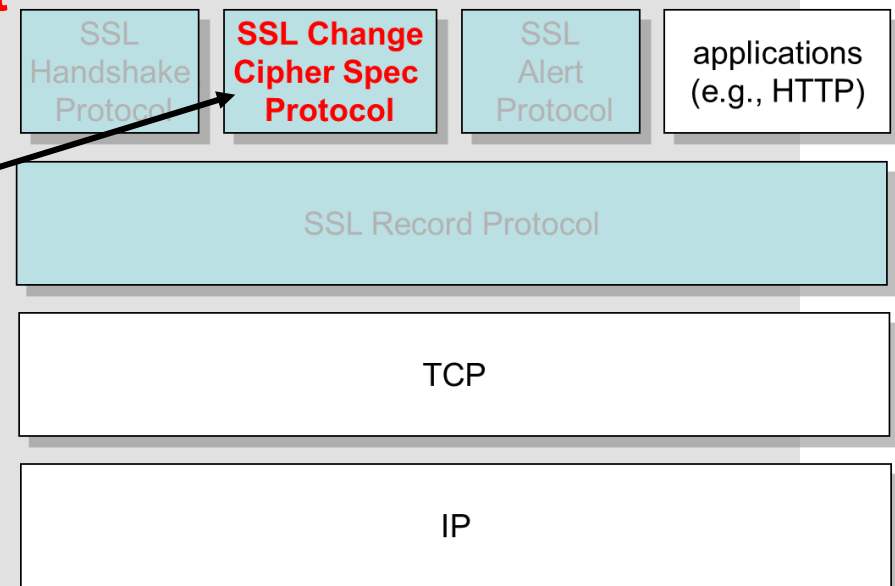 SSL
Handshake
Protocol
SSL Change
Cipher Spec
Protocol
SSL
Alert
Protocol
applications
(e.g., HTTP)
SSL Record Protocol
TCP
IP